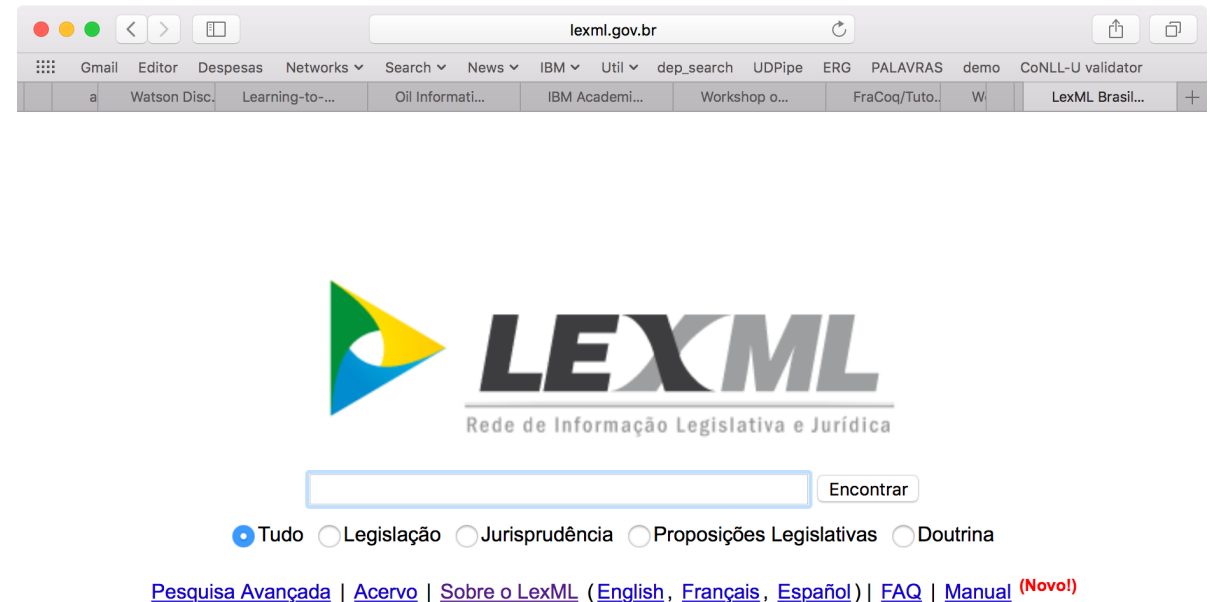 lexml.gov.br
Gmail Editor Despesas Networks Search News IBM Util dep_search UDPipe ERG PALAVRAS demo CoNLL-U validator
a Watson Disc. Learning-to-... Oil Informati... IBM Academi... Workshop o... FraCoq/Tuto.. W LexML Brasil...
LEXML
Rede de Informação Legislativa e Jurídica
Encontrar
Tudo Legislação Jurisprudência Proposições Legislativas Doutrina
Pesquisa Avançada | Acervo | Sobre o LexML (English, Français, Español) | FAQ | Manual (Novo!)